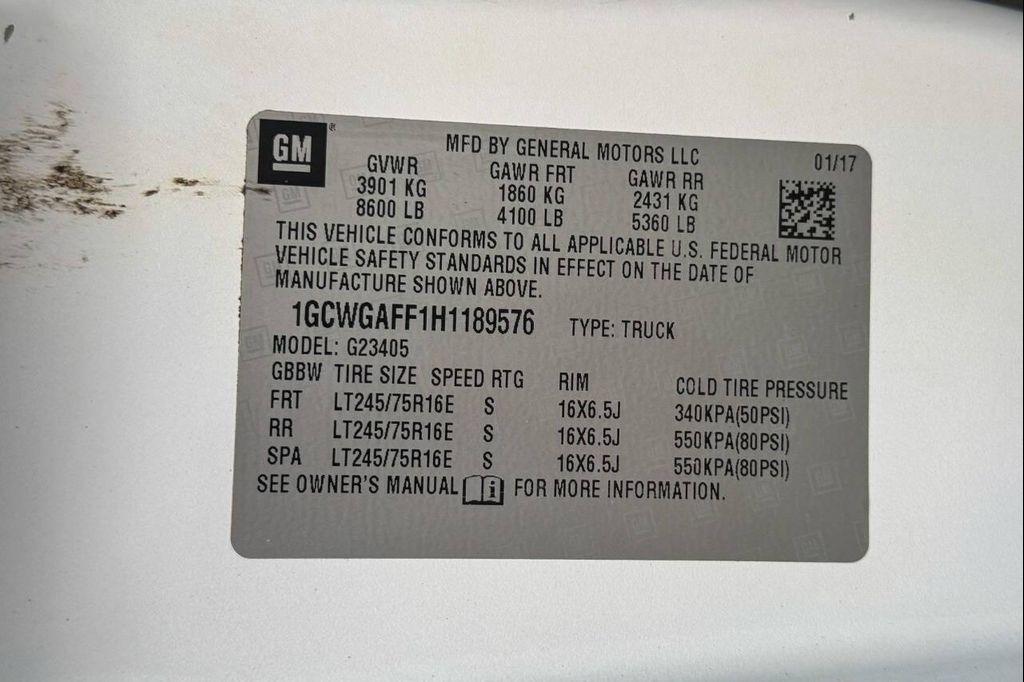 GM
MFD BY GENERAL MOTORS LLC 01/17
GVWR GAWR FRT GAWR RR
3901 KG 1860 KG 2431 KG
8600 LB 4100 LB 5360 LB
THIS VEHICLE CONFORMS TO ALL APPLICABLE U.S. FEDERAL MOTOR
VEHICLE SAFETY STANDARDS IN EFFECT ON THE DATE OF
MANUFACTURE SHOWN ABOVE.
1GCWGAFF1H1189576 TYPE: TRUCK
MODEL: G23405
GBBW TIRE SIZE SPEED RTG RIM COLD TIRE PRESSURE
FRT LT245/75R16E S 16X6.5J 340KPA(50PSI)
RR LT245/75R16E S 16X6.5J 550KPA(80PSI)
SPA LT245/75R16E S 16X6.5J 550KPA(80PSI)
SEE OWNER'S MANUAL i FOR MORE INFORMATION.